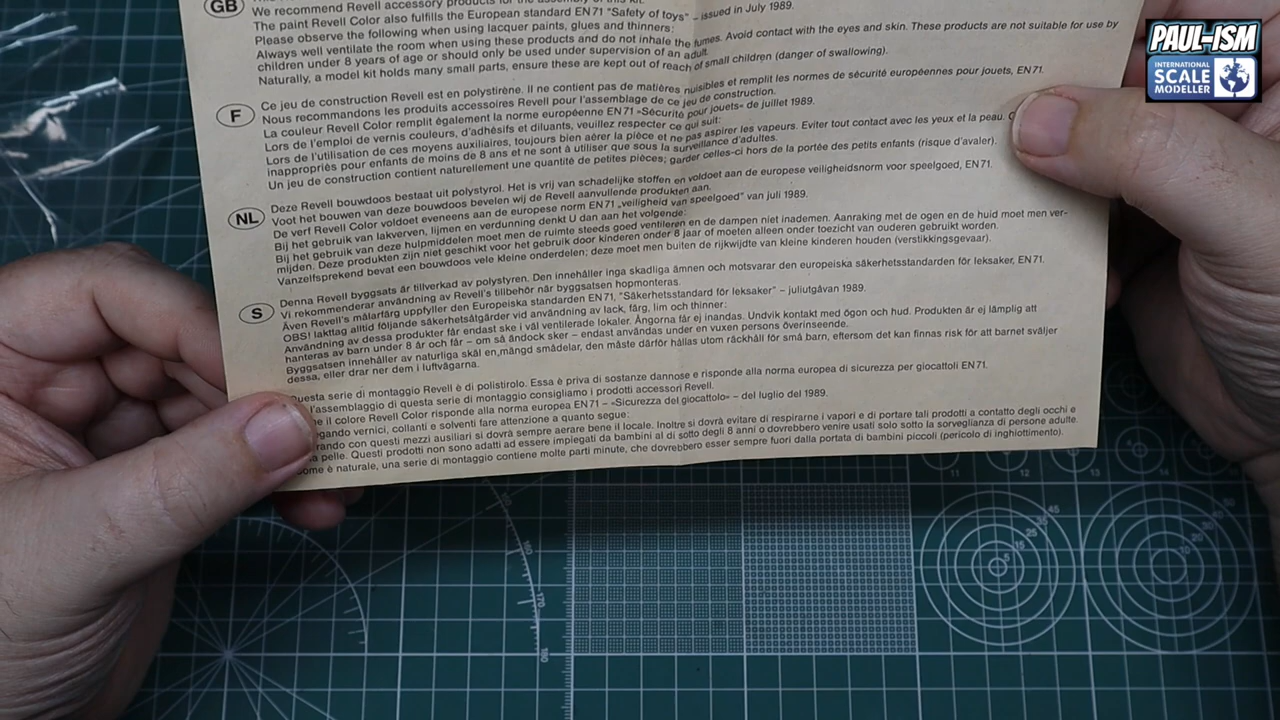 GB
We recommend Revell accessory products for the assembly of this kit.
The paint Revell Color also fulfills the European standard EN 71 "Safety of toys" – issued in July 1989.
Please observe the following when using lacquer paints, glues and thinners:
Always well ventilate the room when using these products and do not inhale the fumes. Avoid contact with the eyes and skin. These products are not suitable for use by
children under 8 years of age or should only be used under supervision of an adult.
Naturally, a model kit holds many small parts, ensure these are kept out of reach of small children (danger of swallowing).
F
Ce jeu de construction Revell est en polystirène. Il ne contient pas de matières nuisibles et remplit les normes de sécurité européennes pour jouets, EN 71.
Nous recommandons les produits accessoires Revell pour l'assemblage de ce jeu de construction.
La couleur Revell Color remplit également la norme européenne EN 71 »Sécurité pour jouets« de juillet 1989.
Lors de l'emploi de vernis couleurs, d'adhésifs et diluants, veuillez respecter ce qui suit:
Lors de l'utilisation de ces moyens auxiliaires, toujours bien aérer la pièce et ne pas aspirer les vapeurs. Eviter tout contact avec les yeux et la peau.
inappropriés pour enfants de moins de 8 ans et ne sont à utiliser que sous la surveillance d'adultes.
Un jeu de construction contient naturellement une quantité de petites pièces; garder celles-ci hors de la portée des petits enfants (risque d'avaler).
NL
Deze Revell bouwdoos bestaat uit polystyrol. Het is vrij van schadelijke stoffen en voldoet aan de europese veiligheidsnorm voor speelgoed, EN 71.
Voor het bouwen van deze bouwdoos bevelen wij de Revell aanvullende produkten aan.
De verf Revell Color voldoet eveneens aan de europese norm EN 71 „veiligheid van speelgoed" van juli 1989.
Bij het gebruik van lakverven, lijmen en verdunning denkt U dan aan het volgende:
Bij het gebruik van deze hulpmiddelen moet men de ruimte steeds goed ventileren en de dampen niet inademen. Aanraking met de ogen en de huid moet men ver-
mijden. Deze produkten zijn niet geschikt voor het gebruik door kinderen onder 8 jaar of moeten alleen onder toezicht van ouderen gebruikt worden.
Vanzelfsprekend bevat een bouwdoos vele kleine onderdelen; deze moet men buiten de rijkwijdte van kleine kinderen houden (verstikkingsgevaar).
S
Denna Revell byggsats är tillverkad av polystyren. Den innehåller inga skadliga ämnen och motsvarar den europeiska säkerhetsstandarden för leksaker, EN 71.
Vi rekommenderar användning av Revell's tillbehör när byggsatsen hopmonteras.
Även Revell's målarfärg uppfyller den Europeiska standarden EN 71, "Säkerhetsstandard för leksaker" – juliutgåvan 1989.
OBS! Iakttag alltid följande säkerhetsåtgärder vid användning av lack, färg, lim och thinner:
Användning av dessa produkter får endast ske i väl ventilerade lokaler. Ångorna får ej inandas. Undvik kontakt med ögon och hud. Produkten är ej lämplig att
hanteras av barn under 8 år och får – om så ändock sker – endast användas under en vuxen persons överinseende.
Byggsatsen innehåller av naturliga skäl en,mängd smådelar, den måste därför hållas utom räckhåll för små barn, eftersom det kan finnas risk för att barnet sväljer
dessa, eller drar ner dem i luftvägarna.
Questa serie di montaggio Revell è di polistirolo. Essa è priva di sostanze dannose e risponde alla norma europea di sicurezza per giocattoli EN 71.
l'assemblaggio di questa serie di montaggio consigliamo i prodotti accessori Revell.
e il colore Revell Color risponde alla norma europea EN 71 – «Sicurezza del giocattolo» – del luglio del 1989.
vernici, collanti e solventi fare attenzione a quanto segue:
con questi mezzi ausiliari si dovrà sempre aerare bene il locale. Inoltre si dovrà evitare di respirarne i vapori e di portare tali prodotti a contatto degli occhi e
pelle. Questi prodotti non sono adatti ad essere impiegati da bambini al di sotto degli 8 anni o dovrebbero venire usati solo sotto la sorveglianza di persone adulte.
è naturale, una serie di montaggio contiene molte parti minute, che dovrebbero esser sempre fuori dalla portata di bambini piccoli (pericolo di inghiottimento).
PAUL-ISM
INTERNATIONAL
SCALE
MODELLER
11
13
14
45
35
25
15
5
30
20
10
160
170
180